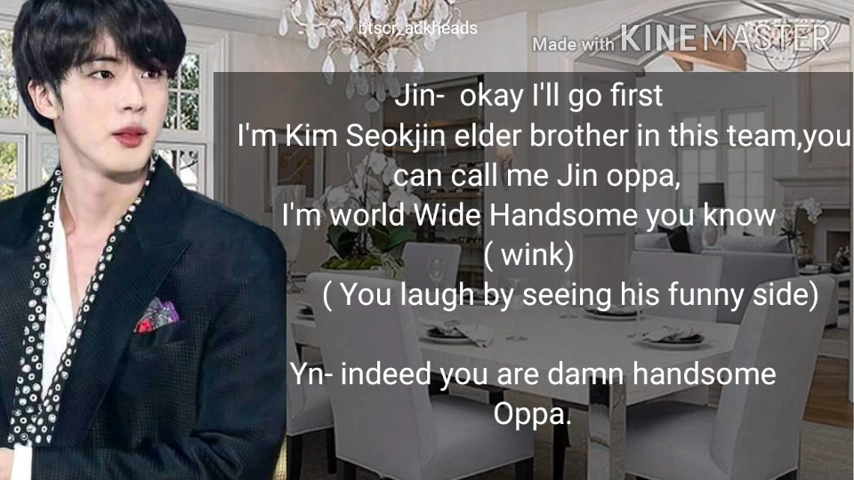 btscr_adkheads
Made with KINEMASTER
Jin- okay I'll go first
I'm Kim Seokjin elder brother in this team,you
can call me Jin oppa,
I'm world Wide Handsome you know
( wink)
( You laugh by seeing his funny side)
Yn- indeed you are damn handsome
Oppa.